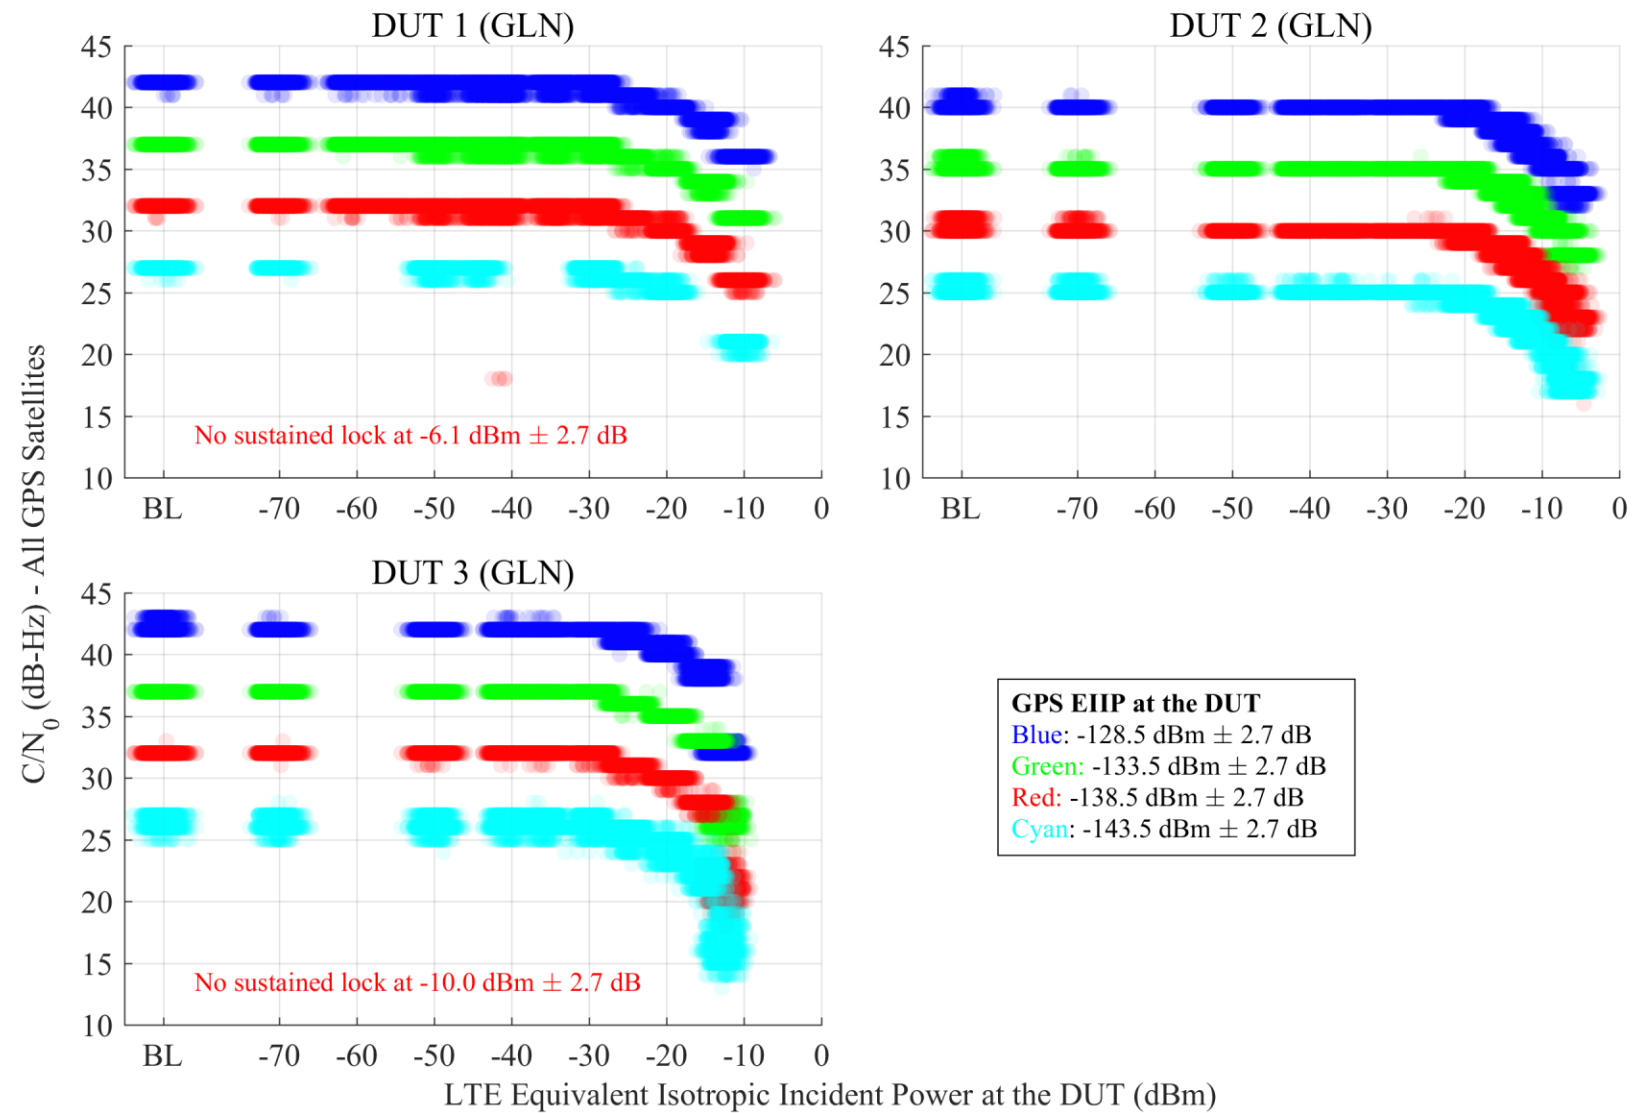 DUT 1 (GLN)
45
40
35
30
25
20
15
10
No sustained lock at -6.1 dBm ± 2.7 dB
BL -70 -60 -50 -40 -30 -20 -10 0
DUT 2 (GLN)
45
40
35
30
25
20
15
10
BL -70 -60 -50 -40 -30 -20 -10 0
C/N0 (dB-Hz) - All GPS Satellites
DUT 3 (GLN)
45
40
35
30
25
20
15
10
No sustained lock at -10.0 dBm ± 2.7 dB
BL -70 -60 -50 -40 -30 -20 -10 0
GPS EIIP at the DUT
Blue: -128.5 dBm ± 2.7 dB
Green: -133.5 dBm ± 2.7 dB
Red: -138.5 dBm ± 2.7 dB
Cyan: -143.5 dBm ± 2.7 dB
LTE Equivalent Isotropic Incident Power at the DUT (dBm)